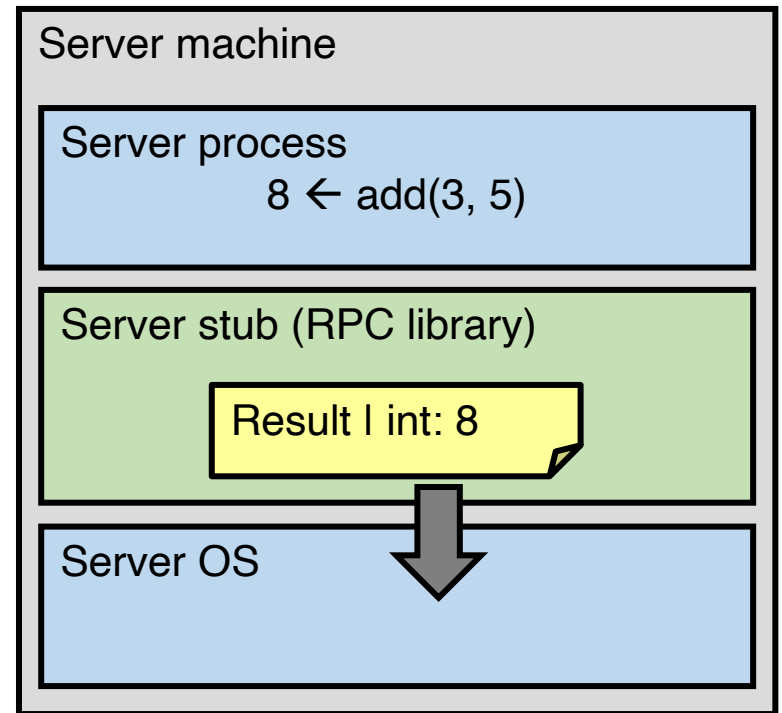 Server machine
Server process
8 ← add(3, 5)
Server stub (RPC library)
Result | int: 8
Server OS